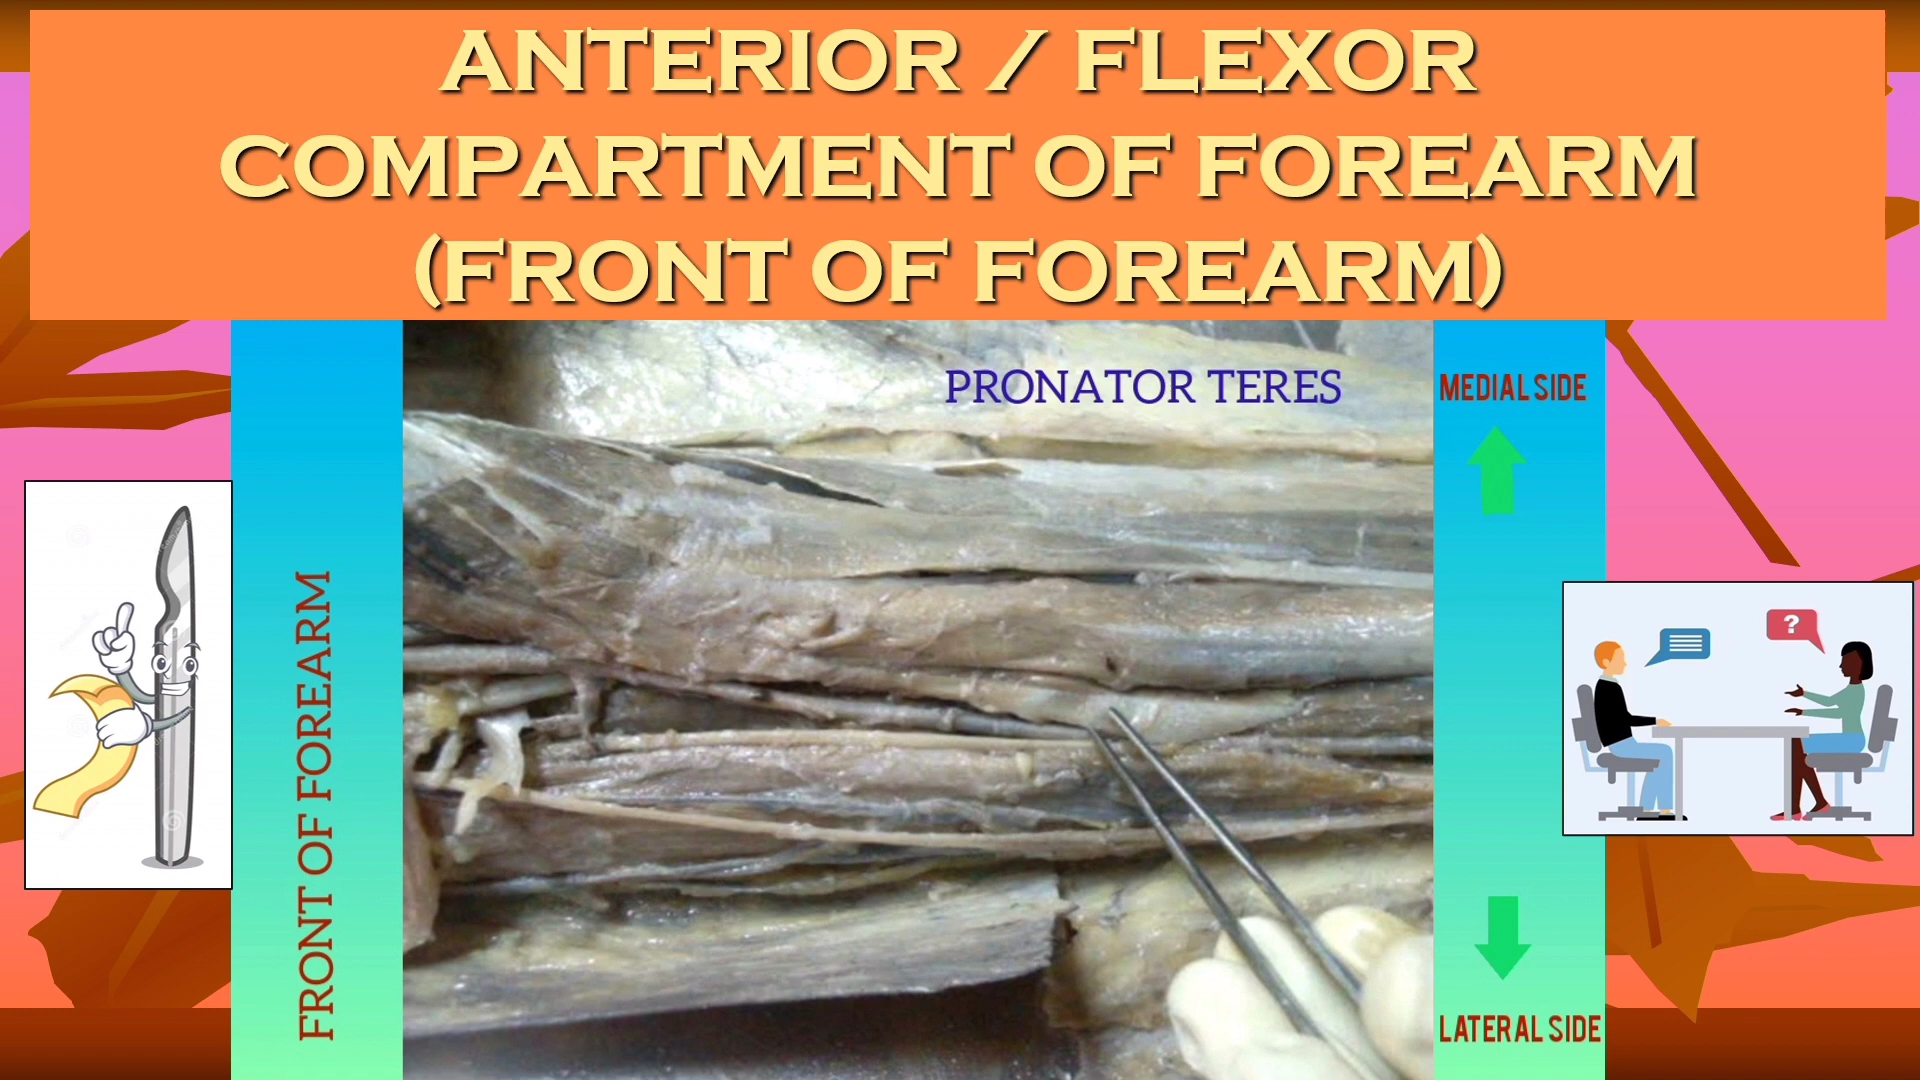 ANTERIOR / FLEXOR
COMPARTMENT OF FOREARM
(FRONT OF FOREARM)
PRONATOR TERES
MEDIAL SIDE
FRONT OF FOREARM
?
LATERAL SIDE